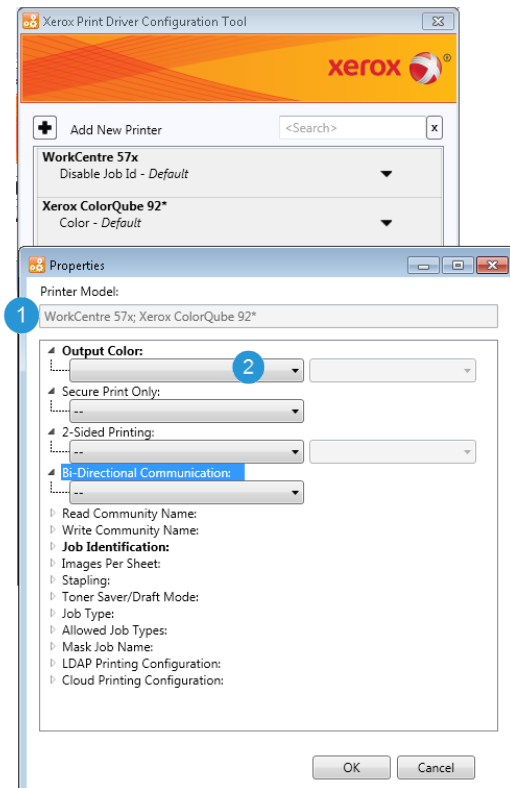 Xerox Print Driver Configuration Tool
xerox ®
Add New Printer <Search> x
WorkCentre 57x
Disable Job Id - Default
Xerox ColorQube 92*
Color - Default
Properties
Printer Model:
1
WorkCentre 57x; Xerox ColorQube 92*
Output Color:
2
Secure Print Only:
--
2-Sided Printing:
--
Bi-Directional Communication:
--
Read Community Name:
Write Community Name:
Job Identification:
Images Per Sheet:
Stapling:
Toner Saver/Draft Mode:
Job Type:
Allowed Job Types:
Mask Job Name:
LDAP Printing Configuration:
Cloud Printing Configuration:
OK Cancel